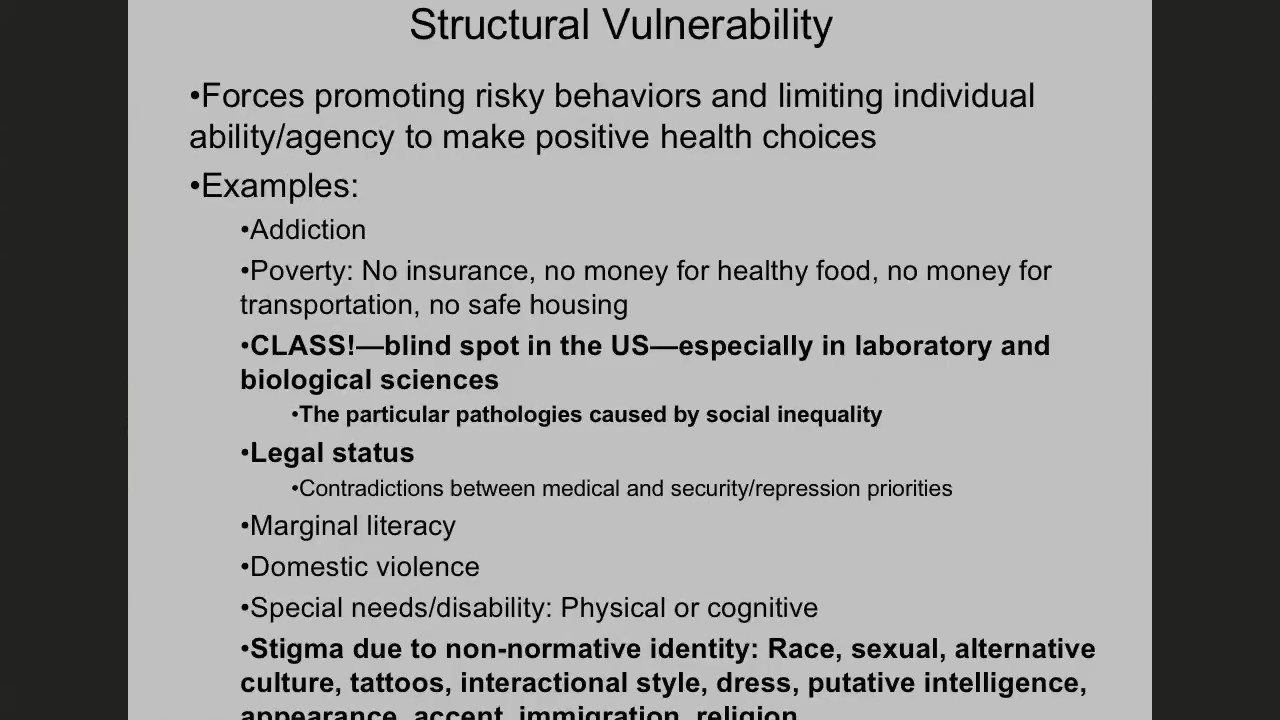 Structural Vulnerability
•Forces promoting risky behaviors and limiting individual
ability/agency to make positive health choices
•Examples:
•Addiction
•Poverty: No insurance, no money for healthy food, no money for
transportation, no safe housing
•CLASS!—blind spot in the US—especially in laboratory and
biological sciences
•The particular pathologies caused by social inequality
•Legal status
•Contradictions between medical and security/repression priorities
•Marginal literacy
•Domestic violence
•Special needs/disability: Physical or cognitive
•Stigma due to non-normative identity: Race, sexual, alternative
culture, tattoos, interactional style, dress, putative intelligence,
appearance, accent, immigration, religion